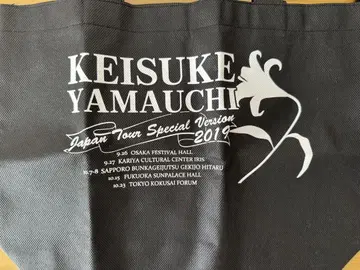 KEISUKE
YAMAUCHI
Japan Tour Special Version
2019
9.26 OSAKA FESTIVAL HALL
9.27 KARIYA CULTURAL CENTER IRIS
11.7-8 SAPPORO BUNKAGEIJUTSU GEKIJO HITARU
10.15 FUKUOKA SUNPALACE HALL
10.23 TOKYO KOKUSAI FORUM